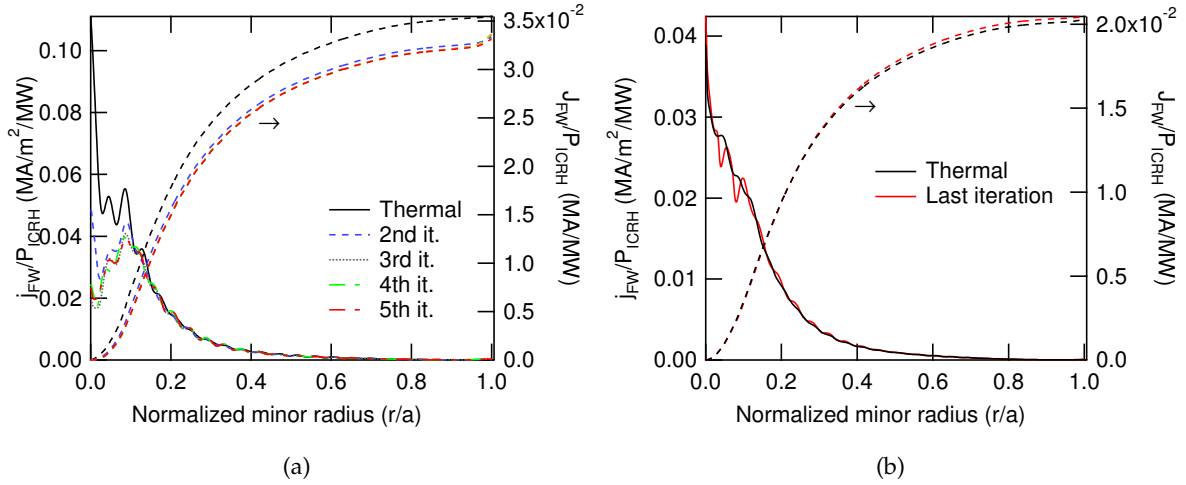 0.10
0.08
0.06
0.04
0.02
0.00
j_FW/P_ICRH (MA/m²/MW)
3.5x10⁻²
3.0
2.5
2.0
1.5
1.0
0.5
0.0
J_FW/P_ICRH
(MA/MW)
→
Thermal
2nd it.
3rd it.
4th it.
5th it.
0.0 0.2 0.4 0.6 0.8 1.0
Normalized minor radius (r/a)
(a)
0.04
0.03
0.02
0.01
0.00
j_FW/P_ICRH (MA/m²/MW)
2.0x10⁻²
1.5
1.0
0.5
0.0
J_FW/P_ICRH
(MA/MW)
→
Thermal
Last iteration
0.0 0.2 0.4 0.6 0.8 1.0
Normalized minor radius (r/a)
(b)